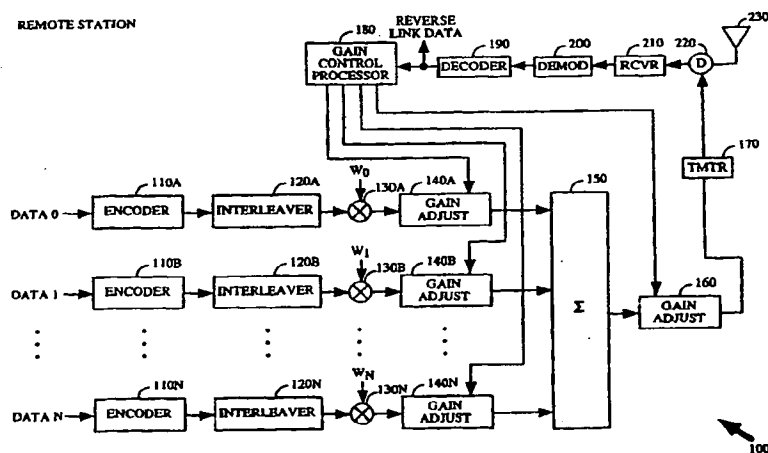 REMOTE STATION
180
GAIN
CONTROL
PROCESSOR
REVERSE
LINK DATA
190
DECODER
200
DEMOD
210
RCVR
220
D
230
170
TMTR
110A
120A
W0
130A
140A
150
DATA 0
ENCODER
INTERLEAVER
GAIN
ADJUST
110B
120B
W1
130B
140B
DATA 1
ENCODER
INTERLEAVER
GAIN
ADJUST
Σ
160
GAIN
ADJUST
110N
120N
WN
130N
140N
DATA N
ENCODER
INTERLEAVER
GAIN
ADJUST
100